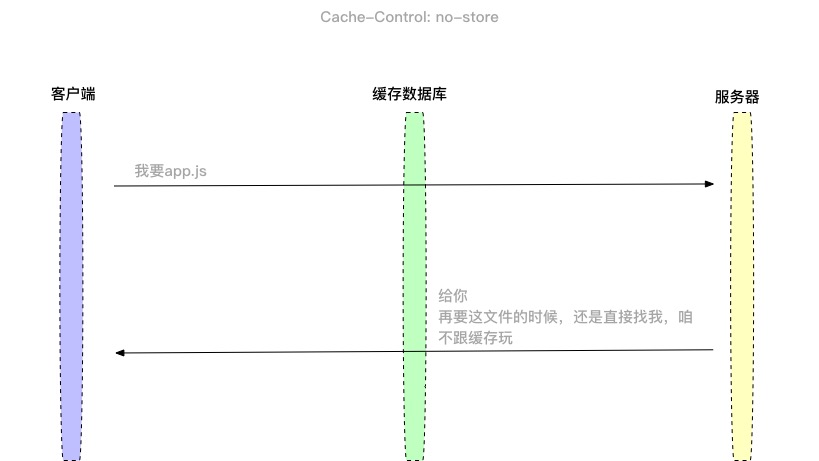 Cache-Control: no-store
客户端
缓存数据库
服务器
我要app.js
给你
再要这文件的时候，还是直接找我，咱
不跟缓存玩